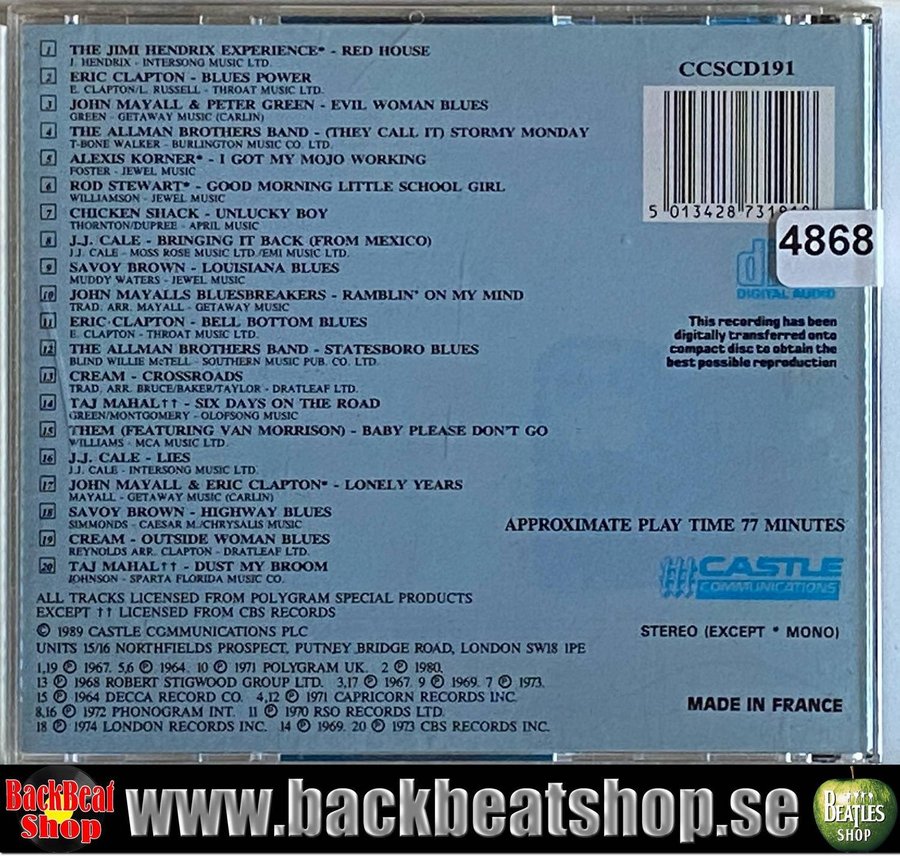 1 THE JIMI HENDRIX EXPERIENCE* - RED HOUSE
J. HENDRIX - INTERSONG MUSIC LTD.
2 ERIC CLAPTON - BLUES POWER
E. CLAPTON/L. RUSSELL - THROAT MUSIC LTD.
3 JOHN MAYALL & PETER GREEN - EVIL WOMAN BLUES
GREEN - GETAWAY MUSIC (CARLIN)
4 THE ALLMAN BROTHERS BAND - (THEY CALL IT) STORMY MONDAY
T-BONE WALKER - BURLINGTON MUSIC CO. LTD.
5 ALEXIS KORNER* - I GOT MY MOJO WORKING
FOSTER - JEWEL MUSIC
6 ROD STEWART* - GOOD MORNING LITTLE SCHOOL GIRL
WILLIAMSON - JEWEL MUSIC
7 CHICKEN SHACK - UNLUCKY BOY
THORNTON/DUPREE - APRIL MUSIC
8 J.J. CALE - BRINGING IT BACK (FROM MEXICO)
J.J. CALE - MOSS ROSE MUSIC LTD./EMI MUSIC LTD.
9 SAVOY BROWN - LOUISIANA BLUES
MUDDY WATERS - JEWEL MUSIC
10 JOHN MAYALLS BLUESBREAKERS - RAMBLIN' ON MY MIND
TRAD. ARR. MAYALL - GETAWAY MUSIC
11 ERIC CLAPTON - BELL BOTTOM BLUES
E. CLAPTON - THROAT MUSIC LTD.
12 THE ALLMAN BROTHERS BAND - STATESBORO BLUES
BLIND WILLIE McTELL - SOUTHERN MUSIC PUB. CO. LTD.
13 CREAM - CROSSROADS
TRAD. ARR. BRUCE/BAKER/TAYLOR - DRATLEAF LTD.
14 TAJ MAHAL†† - SIX DAYS ON THE ROAD
GREEN/MONTGOMERY - OLOFSONG MUSIC
15 THEM (FEATURING VAN MORRISON) - BABY PLEASE DON'T GO
WILLIAMS - MCA MUSIC LTD.
16 J.J. CALE - LIES
J.J. CALE - INTERSONG MUSIC LTD.
17 JOHN MAYALL & ERIC CLAPTON* - LONELY YEARS
MAYALL - GETAWAY MUSIC (CARLIN)
18 SAVOY BROWN - HIGHWAY BLUES
SIMMONDS - CAESAR M./CHRYSALIS MUSIC
19 CREAM - OUTSIDE WOMAN BLUES
REYNOLDS ARR. CLAPTON - DRATLEAF LTD.
20 TAJ MAHAL†† - DUST MY BROOM
JOHNSON - SPARTA FLORIDA MUSIC CO.
ALL TRACKS LICENSED FROM POLYGRAM SPECIAL PRODUCTS
EXCEPT †† LICENSED FROM CBS RECORDS
© 1989 CASTLE COMMUNICATIONS PLC
UNITS 15/16 NORTHFIELDS PROSPECT, PUTNEY BRIDGE ROAD, LONDON SW18 1PE
1,19 ℗ 1967. 5,6 ℗ 1964. 10 ℗ 1971 POLYGRAM UK. 2 ℗ 1980.
13 ℗ 1968 ROBERT STIGWOOD GROUP LTD. 3,17 ℗ 1967. 9 ℗ 1969. 7 ℗ 1973.
15 ℗ 1964 DECCA RECORD CO. 4,12 ℗ 1971 CAPRICORN RECORDS INC.
8,16 ℗ 1972 PHONOGRAM INT. 11 ℗ 1970 RSO RECORDS LTD.
18 ℗ 1974 LONDON RECORDS INC. 14 ℗ 1969. 20 ℗ 1973 CBS RECORDS INC.
CCSCD191
5 013428 7319
4868
DIGITAL AUDIO
This recording has been
digitally transferred onto
compact disc to obtain the
best possible reproduction
APPROXIMATE PLAY TIME 77 MINUTES
CASTLE
COMMUNICATIONS
STEREO (EXCEPT * MONO)
MADE IN FRANCE
BackBeat
Shop
www.backbeatshop.se
BEATLES
SHOP